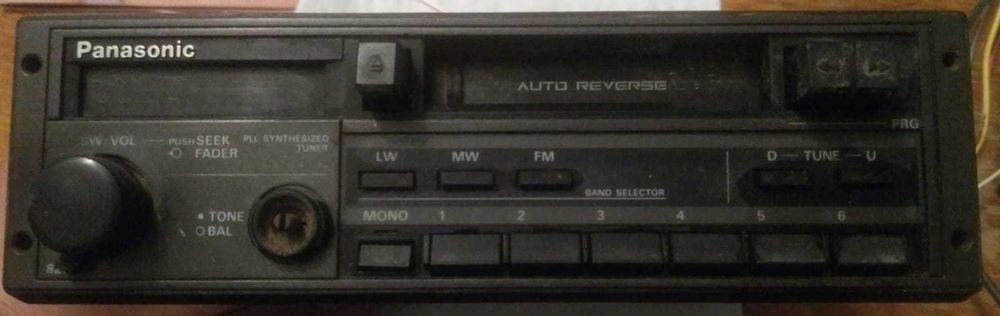 Panasonic
AUTO REVERSE
PRG
SW-VOL
PUSH SEEK
FADER
PLL SYNTHESIZED
TUNER
LW MW FM
D TUNE U
BAND SELECTOR
TONE
BAL
MONO 1 2 3 4 5 6